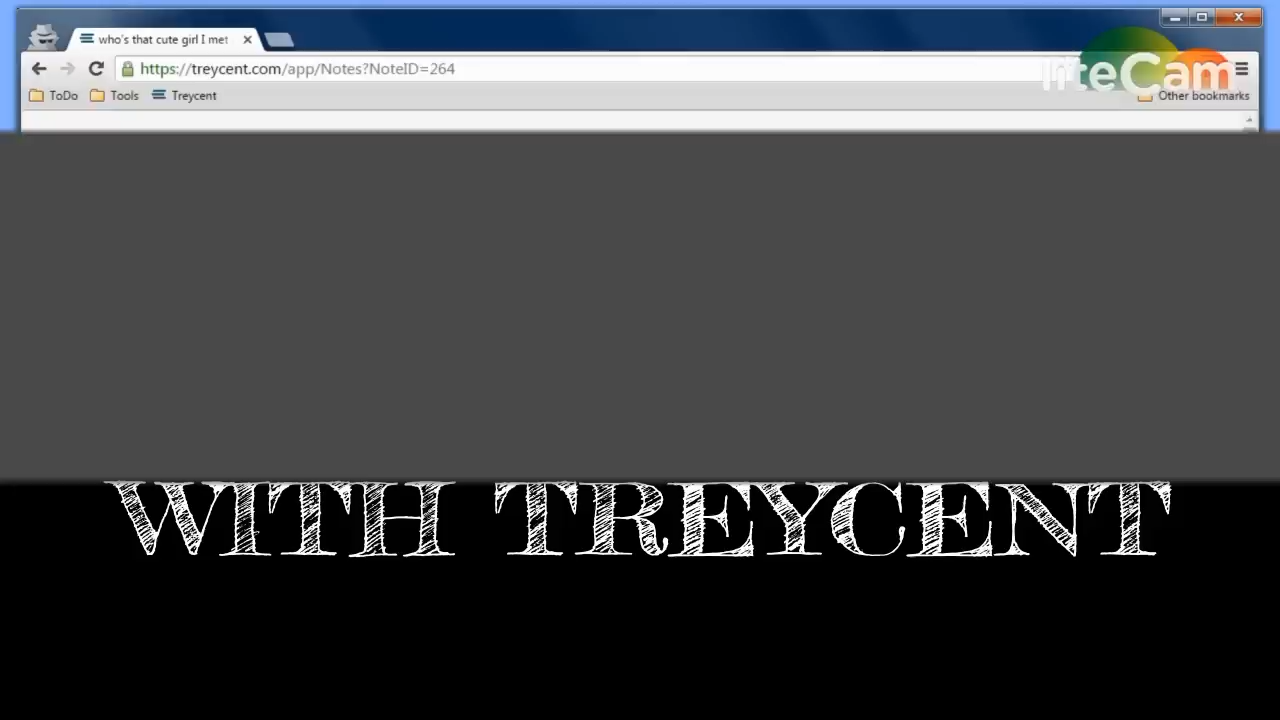 who's that cute girl I met
https://treycent.com/app/Notes?NoteID=264
liteCam
ToDo Tools Treycent Other bookmarks
WITH TREYCENT